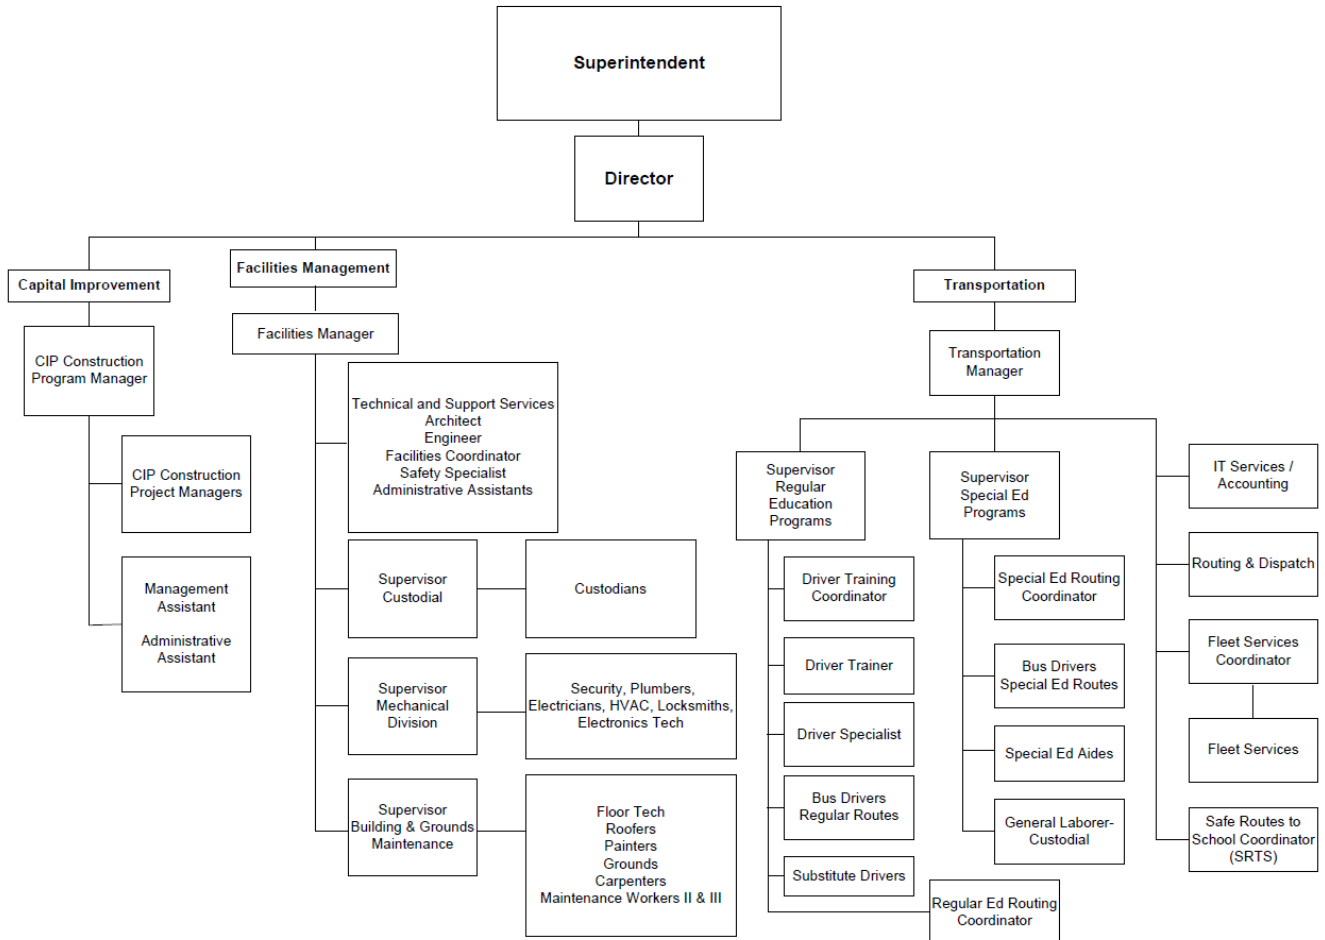 Superintendent
Director
Capital Improvement
Facilities Management
Transportation
CIP Construction
Program Manager
Facilities Manager
Transportation
Manager
CIP Construction
Project Managers
Management
Assistant
Administrative
Assistant
Technical and Support Services
Architect
Engineer
Facilities Coordinator
Safety Specialist
Administrative Assistants
Supervisor
Custodial
Custodians
Supervisor
Mechanical
Division
Security, Plumbers,
Electricians, HVAC, Locksmiths,
Electronics Tech
Supervisor
Building & Grounds
Maintenance
Floor Tech
Roofers
Painters
Grounds
Carpenters
Maintenance Workers II & III
Supervisor
Regular
Education
Programs
Driver Training
Coordinator
Driver Trainer
Driver Specialist
Bus Drivers
Regular Routes
Substitute Drivers
Regular Ed Routing
Coordinator
Supervisor
Special Ed
Programs
Special Ed Routing
Coordinator
Bus Drivers
Special Ed Routes
Special Ed Aides
General Laborer-
Custodial
IT Services /
Accounting
Routing & Dispatch
Fleet Services
Coordinator
Fleet Services
Safe Routes to
School Coordinator
(SRTS)